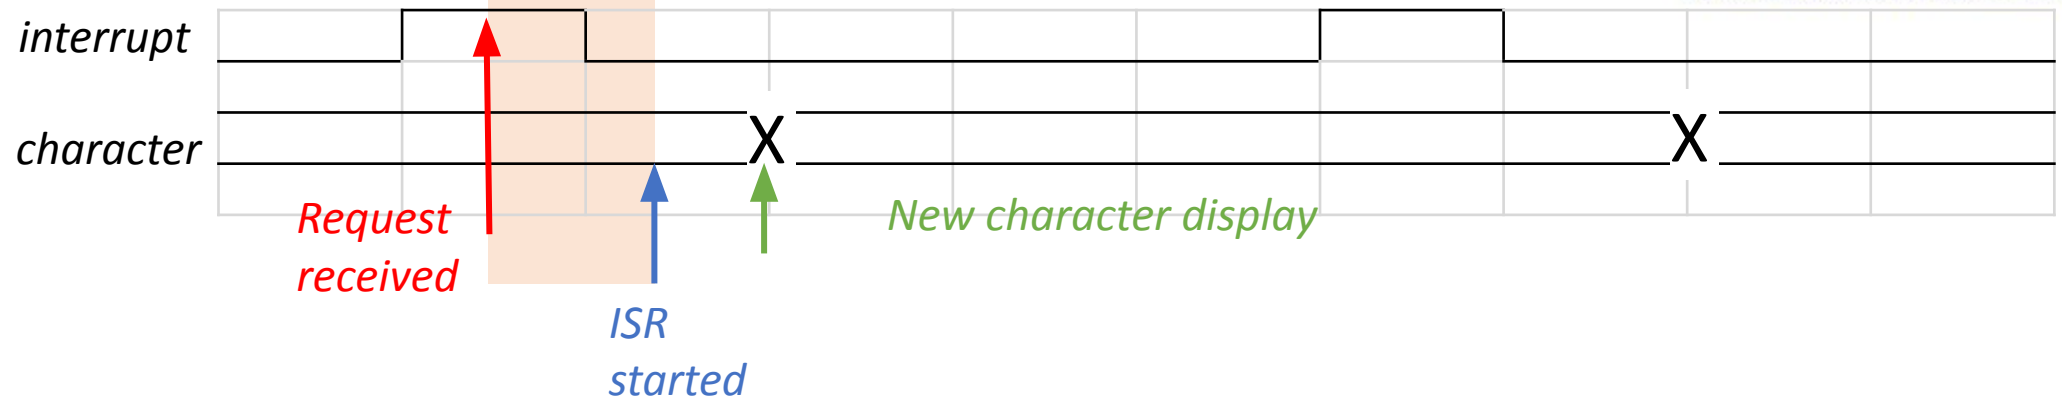 interrupt
character
X
X
Request
received
New character display
ISR
started